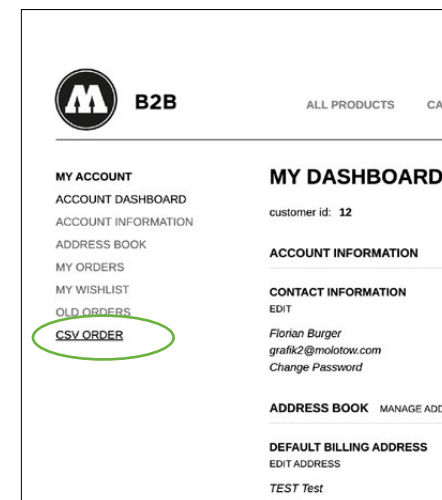 B2B
ALL PRODUCTS
MY ACCOUNT
ACCOUNT DASHBOARD
ACCOUNT INFORMATION
ADDRESS BOOK
MY ORDERS
MY WISHLIST
OLD ORDERS
CSV ORDER
MY DASHBOARD
customer id: 12
ACCOUNT INFORMATION
CONTACT INFORMATION
EDIT
Florian Burger
grafik2@molotow.com
Change Password
ADDRESS BOOK MANAGE
DEFAULT BILLING ADDRESS
EDIT ADDRESS
TEST Test